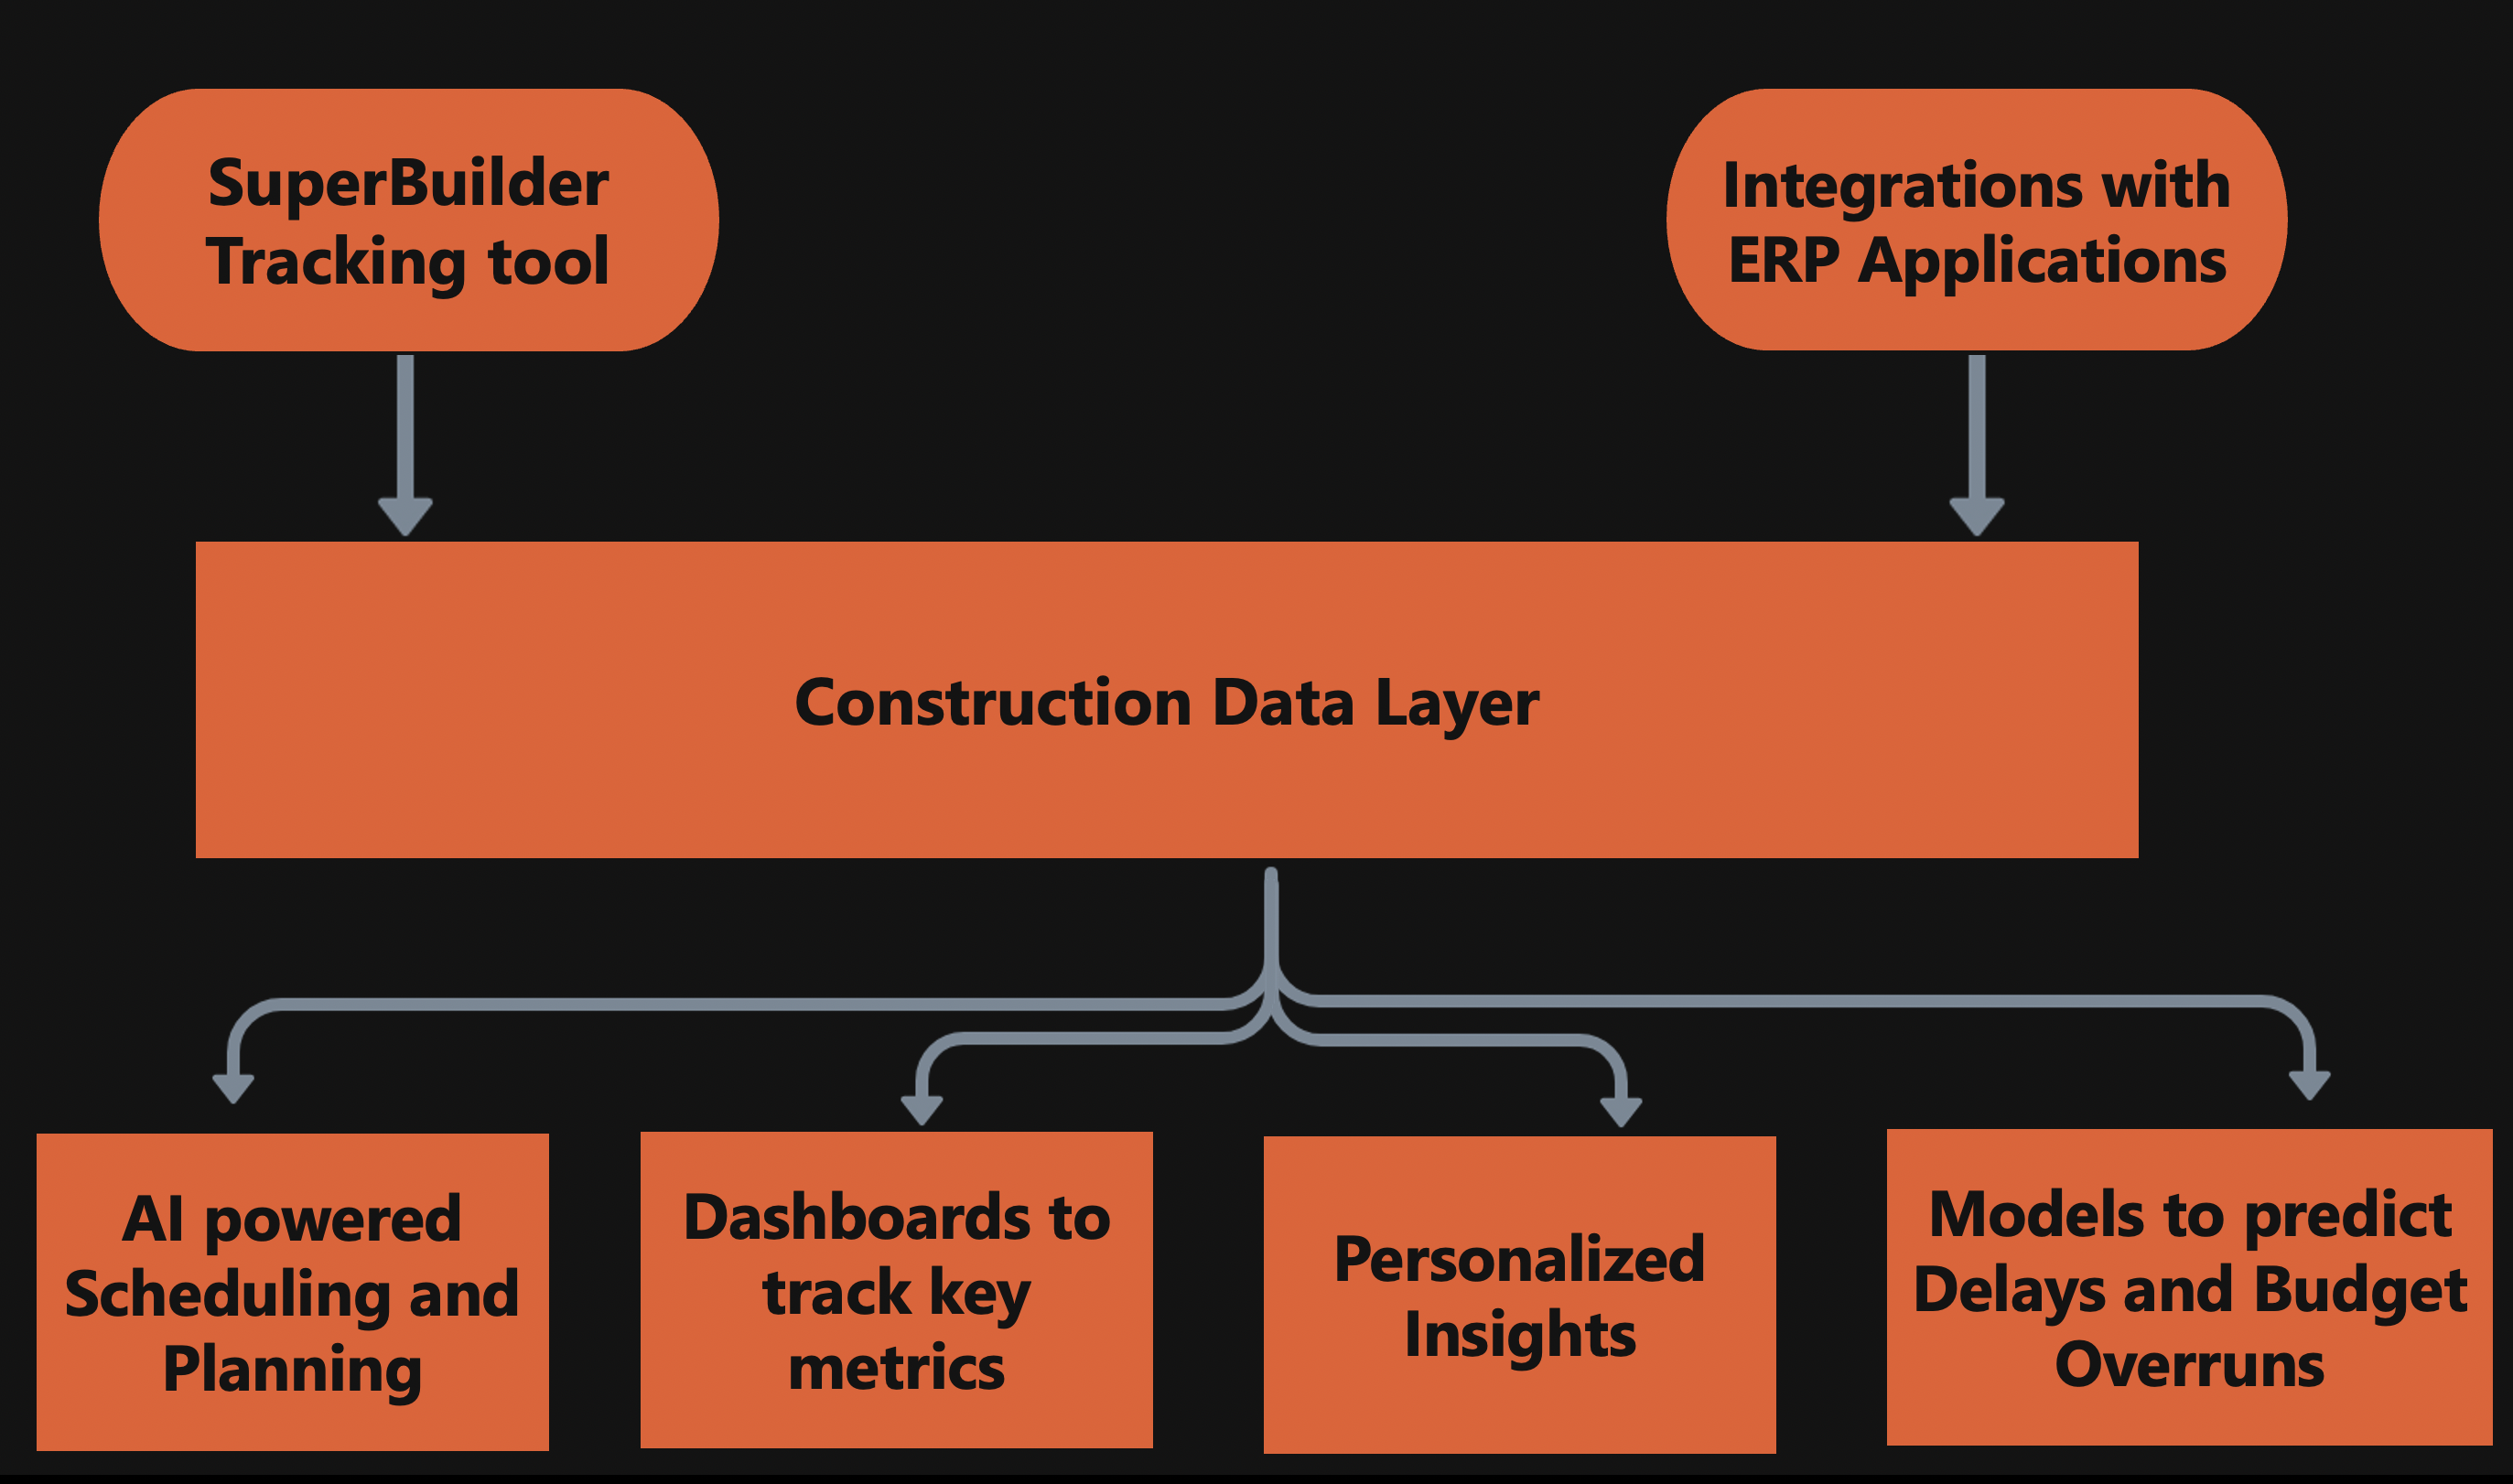 SuperBuilder
Tracking tool
Integrations with
ERP Applications
Construction Data Layer
AI powered
Scheduling and
Planning
Dashboards to
track key
metrics
Personalized
Insights
Models to predict
Delays and Budget
Overruns